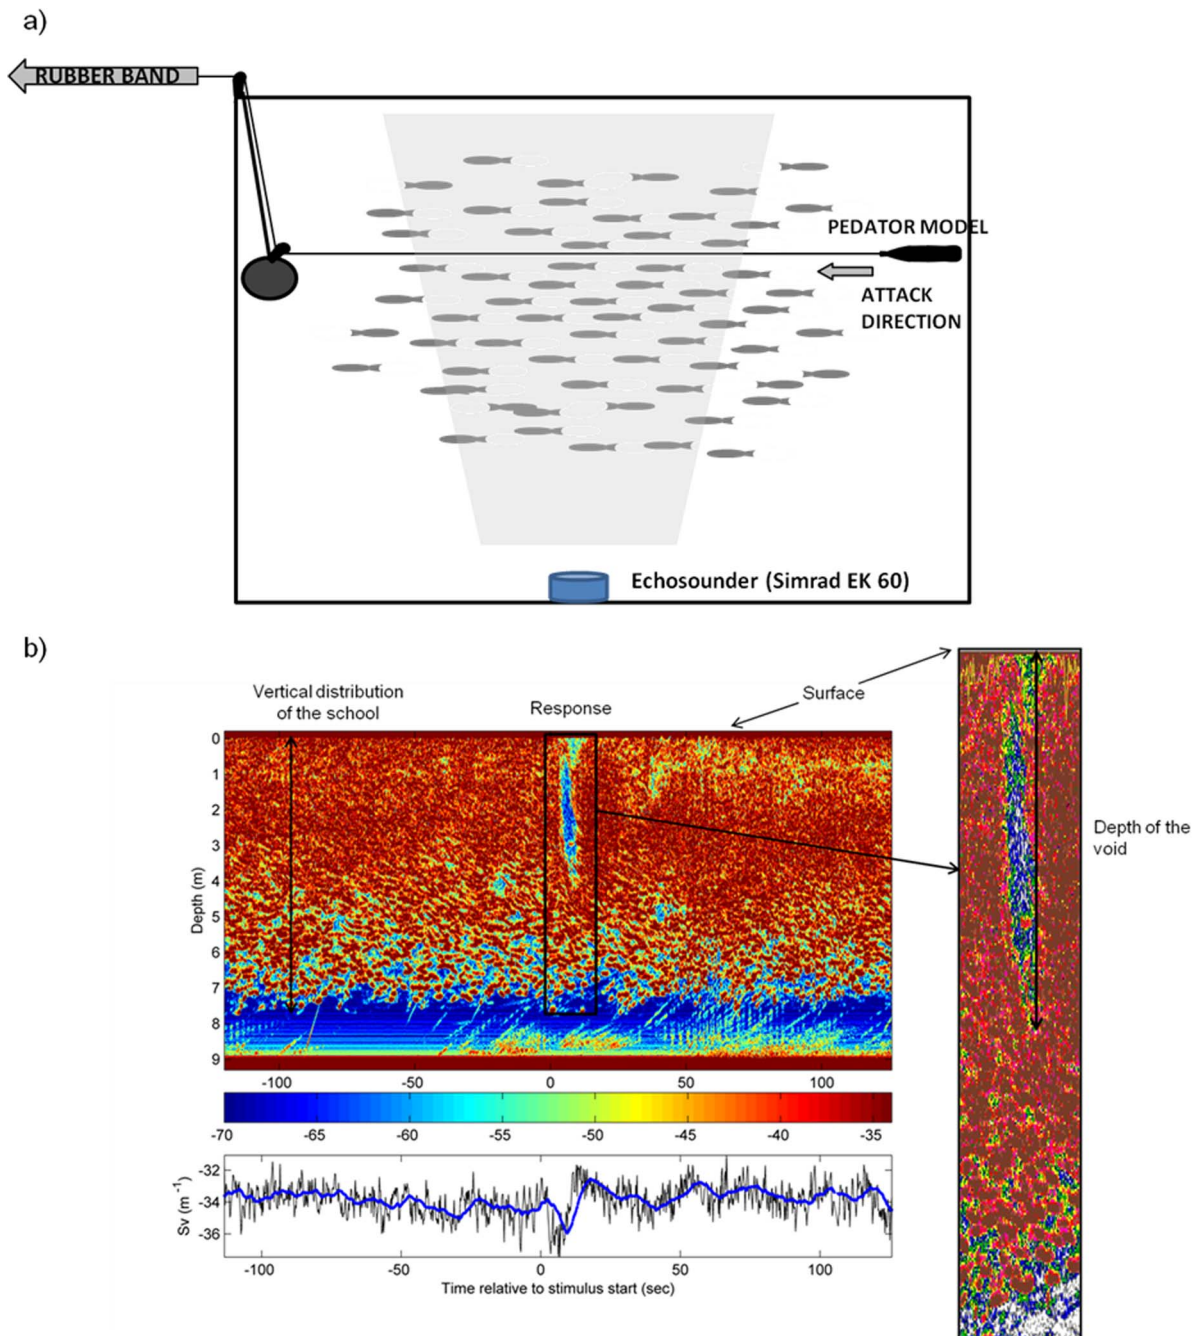 a)
RUBBER BAND
PEDATOR MODEL
ATTACK
DIRECTION
Echosounder (Simrad EK 60)
b)
Vertical distribution
of the school
Response
Surface
Depth of the
void
Depth (m)
0
1
2
3
4
5
6
7
8
9
-100 -50 0 50 100
-70 -65 -60 -55 -50 -45 -40 -35
Sv (m⁻¹)
-32
-34
-36
-100 -50 0 50 100
Time relative to stimulus start (sec)